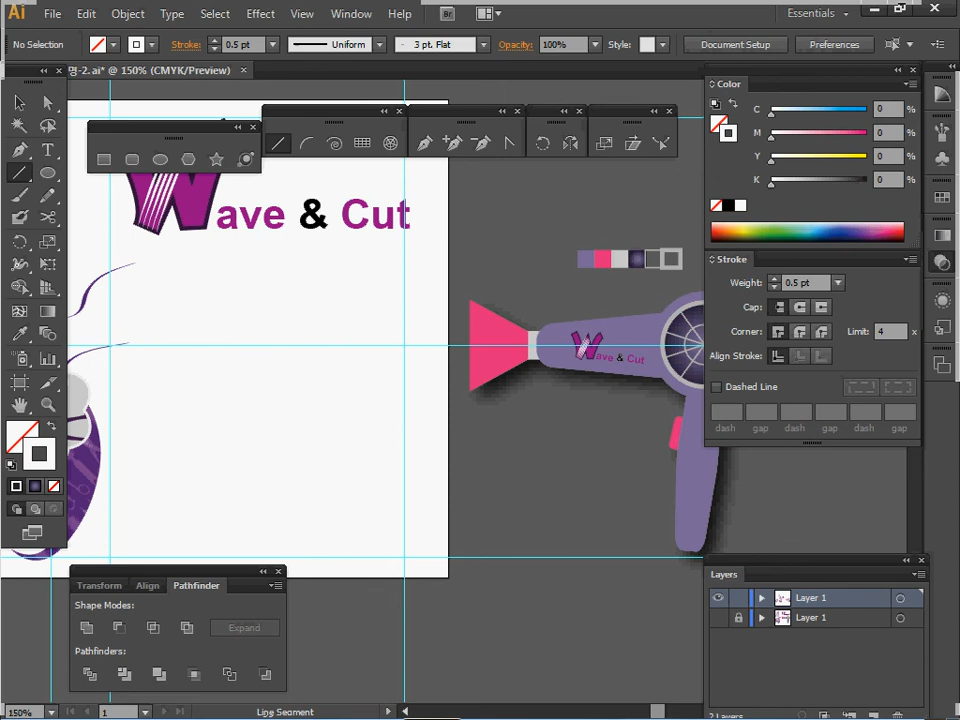 Ai File Edit Object Type Select Effect View Window Help Br Essentials
No Selection Stroke: 0.5 pt Uniform 3 pt. Flat Opacity: 100% Style: Document Setup Preferences
명-2.ai* @ 150% (CMYK/Preview)
Color
C 0 %
M 0 %
Y 0 %
K 0 %
Wave & Cut
Wave & Cut
Stroke
Weight: 0.5 pt
Cap:
Corner: Limit: 4 x
Align Stroke:
Dashed Line
dash gap dash gap dash gap
Transform Align Pathfinder
Shape Modes:
Expand
Pathfinders:
Layers
Layer 1
Layer 1
2 Layers
150% 1 Line Segment